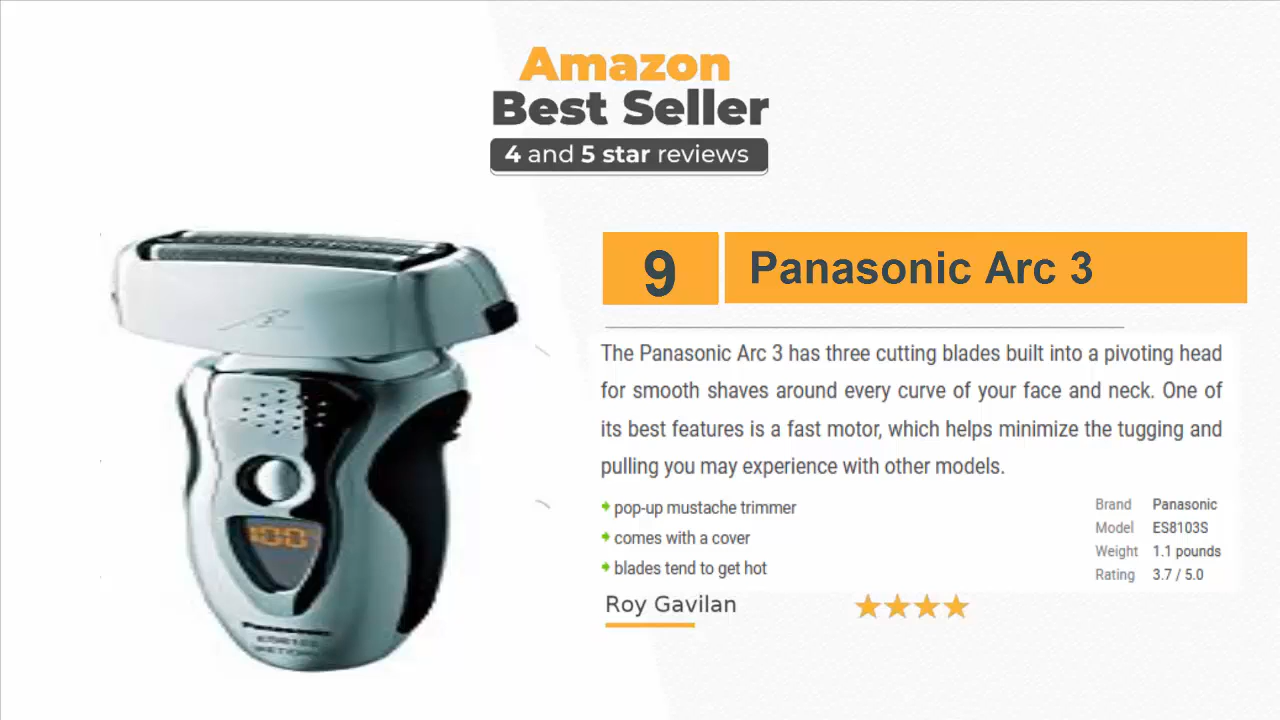 Amazon
Best Seller
4 and 5 star reviews
9 Panasonic Arc 3
The Panasonic Arc 3 has three cutting blades built into a pivoting head
for smooth shaves around every curve of your face and neck. One of
its best features is a fast motor, which helps minimize the tugging and
pulling you may experience with other models.
pop-up mustache trimmer
comes with a cover
blades tend to get hot
Brand Panasonic
Model ES8103S
Weight 1.1 pounds
Rating 3.7 / 5.0
Roy Gavilan
100
Panasonic